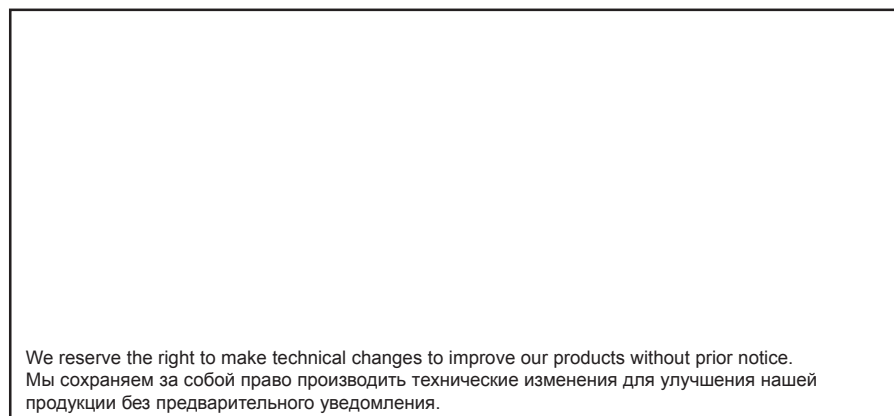 We reserve the right to make technical changes to improve our products without prior notice.
Мы сохраняем за собой право производить технические изменения для улучшения нашей
продукции без предварительного уведомления.